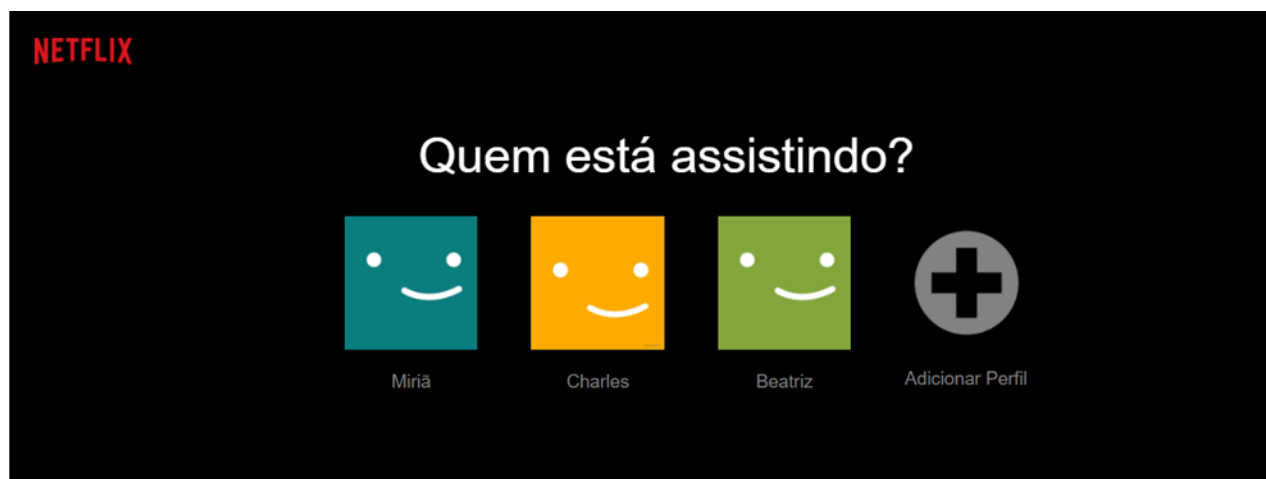 NETFLIX
Quem está assistindo?
Miriã
Charles
Beatriz
Adicionar Perfil